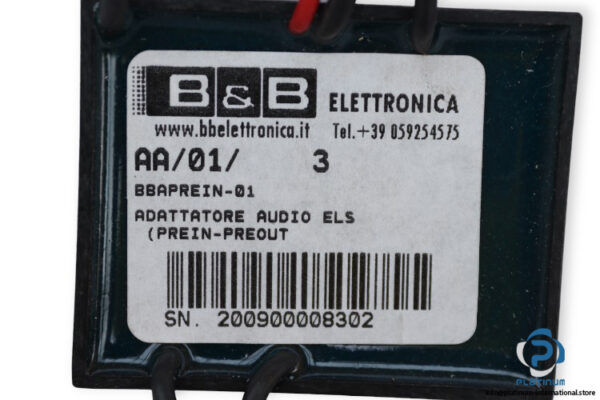 B&B ELETTRONICA
www.bbelettronica.it Tel.+39 059254575
AA/01/ 3
BBAPREIN-01
ADATTATORE AUDIO ELS
(PREIN-PREOUT
SN. 200900008302
PLATINUM